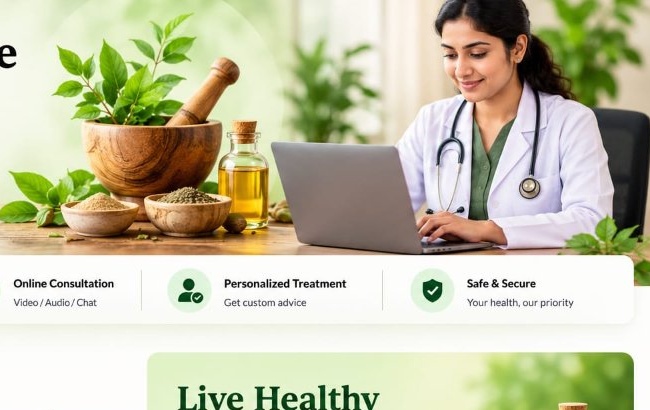 e
Online Consultation
Video / Audio / Chat
Personalized Treatment
Get custom advice
Safe & Secure
Your health, our priority
Live Healthy